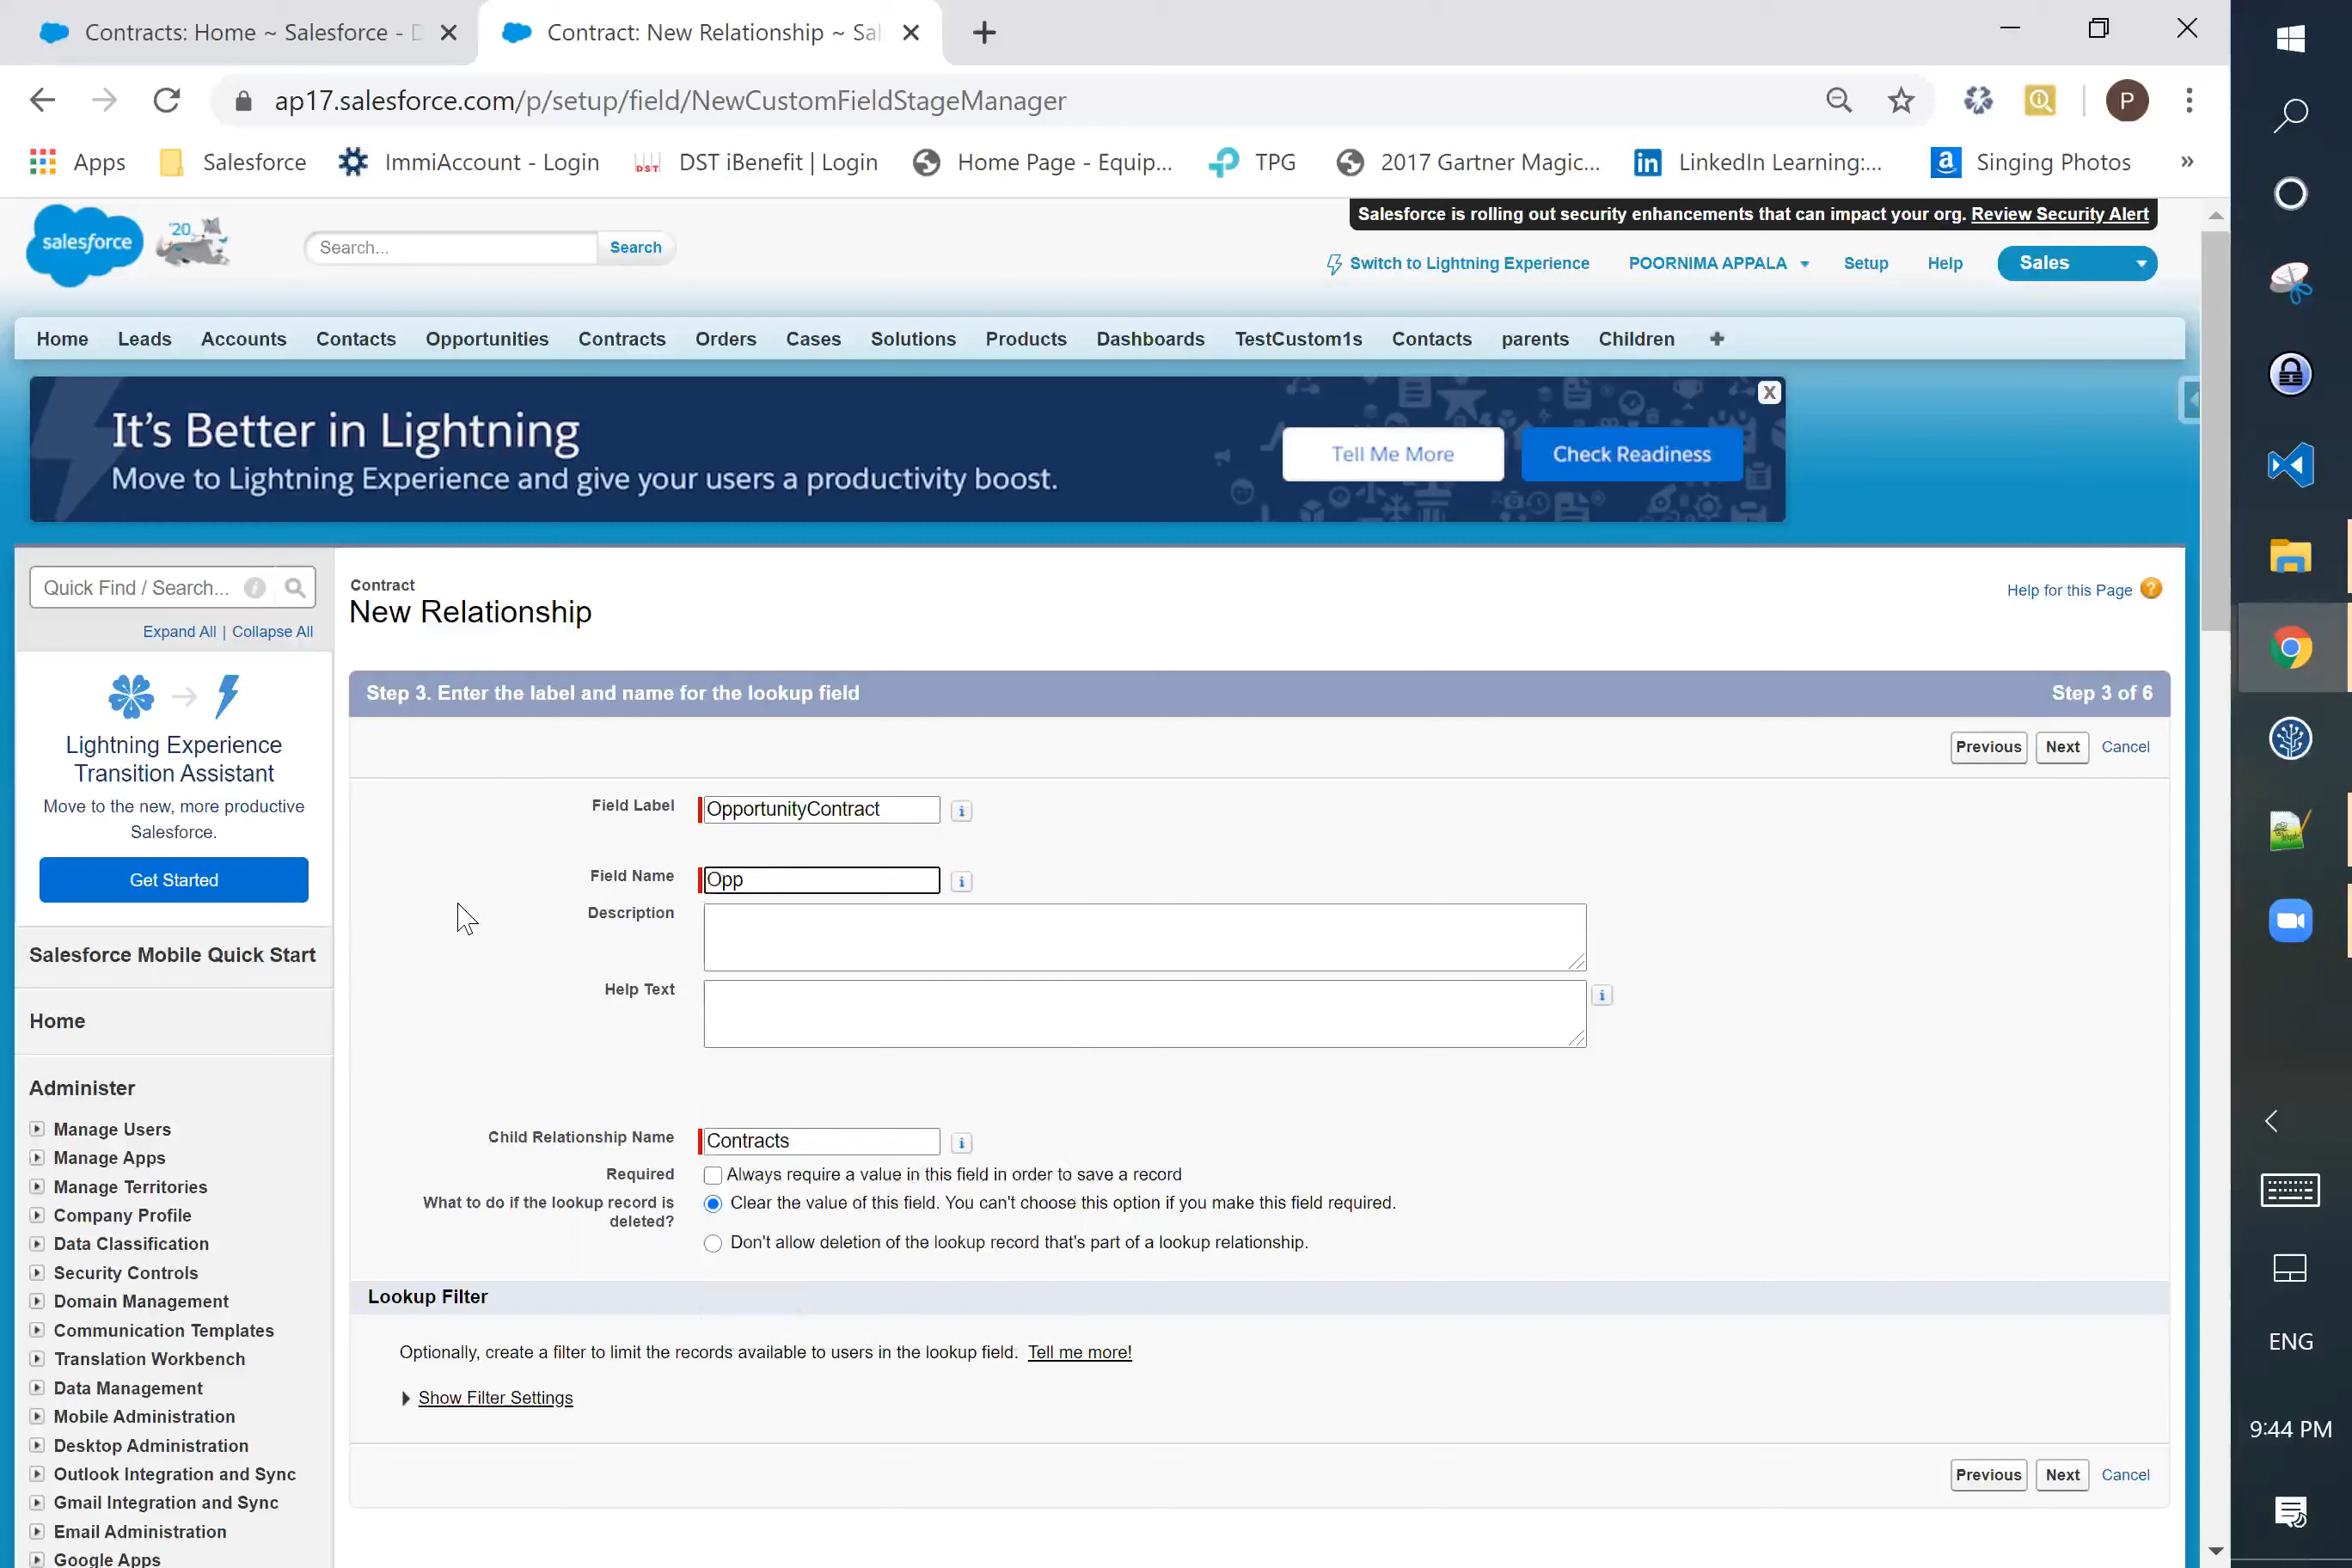 Contracts: Home ~ Salesforce - D
Contract: New Relationship ~ Sal
ap17.salesforce.com/p/setup/field/NewCustomFieldStageManager
P
Apps
Salesforce
ImmiAccount - Login
DST
DST iBenefit | Login
Home Page - Equip...
TPG
2017 Gartner Magic...
in
LinkedIn Learning:...
a
Singing Photos
»
salesforce
'20
Search...
Search
Salesforce is rolling out security enhancements that can impact your org. Review Security Alert
Switch to Lightning Experience
POORNIMA APPALA
Setup
Help
Sales
Home
Leads
Accounts
Contacts
Opportunities
Contracts
Orders
Cases
Solutions
Products
Dashboards
TestCustom1s
Contacts
parents
Children
It's Better in Lightning
Move to Lightning Experience and give your users a productivity boost.
Tell Me More
Check Readiness
X
Quick Find / Search...
Expand All | Collapse All
Lightning Experience
Transition Assistant
Move to the new, more productive
Salesforce.
Get Started
Salesforce Mobile Quick Start
Home
Administer
Manage Users
Manage Apps
Manage Territories
Company Profile
Data Classification
Security Controls
Domain Management
Communication Templates
Translation Workbench
Data Management
Mobile Administration
Desktop Administration
Outlook Integration and Sync
Gmail Integration and Sync
Email Administration
Google Apps
Contract
New Relationship
Help for this Page
Step 3. Enter the label and name for the lookup field
Step 3 of 6
Previous
Next
Cancel
Field Label
OpportunityContract
Field Name
Opp
Description
Help Text
Child Relationship Name
Contracts
Required
Always require a value in this field in order to save a record
What to do if the lookup record is
deleted?
Clear the value of this field. You can't choose this option if you make this field required.
Don't allow deletion of the lookup record that's part of a lookup relationship.
Lookup Filter
Optionally, create a filter to limit the records available to users in the lookup field. Tell me more!
Show Filter Settings
Previous
Next
Cancel
ENG
9:44 PM